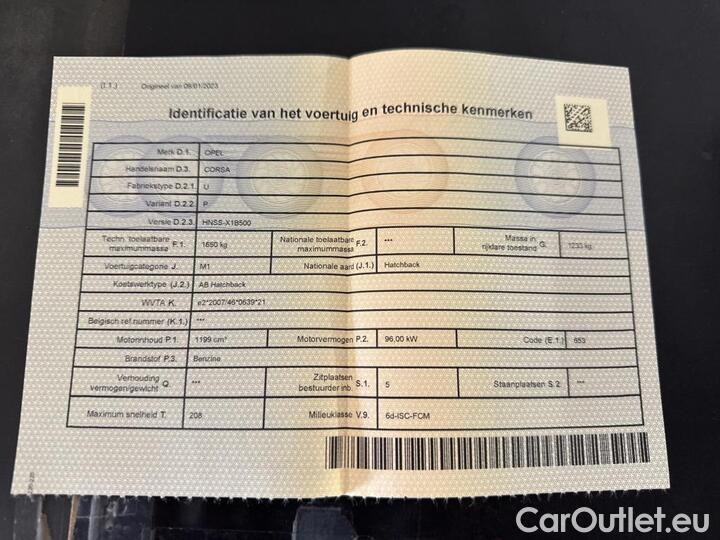 (I.1.) Origineel van 09/01/2023
Identificatie van het voertuig en technische kenmerken
Merk D.1. OPEL
Handelsnaam D.3. CORSA
Fabriekstype D.2.1. U
Variant D.2.2. P
Versie D.2.3. HNSS-X1B500
Techn. toelaatbare maximummassa F.1. 1650 kg Nationale toelaatbare maximummassa F.2. *** Massa in rijklare toestand G. 1233 kg
Voertuigcategorie J. M1 Nationale aard (J.1.) Hatchback
Koetswerktype (J.2.) AB Hatchback
WVTA K. e2*2007/46*0639*21
Belgisch ref.nummer (K.1.) ***
Motorinhoud P.1. 1199 cm³ Motorvermogen P.2. 96,00 kW Code (E.1.) 653
Brandstof P.3. Benzine
Verhouding vermogen/gewicht Q. *** Zitplaatsen bestuurder inb. S.1. 5 Staanplaatsen S.2. ***
Maximum snelheid T. 208 Milieuklasse V.9. 6d-ISC-FCM
CarOutlet.eu